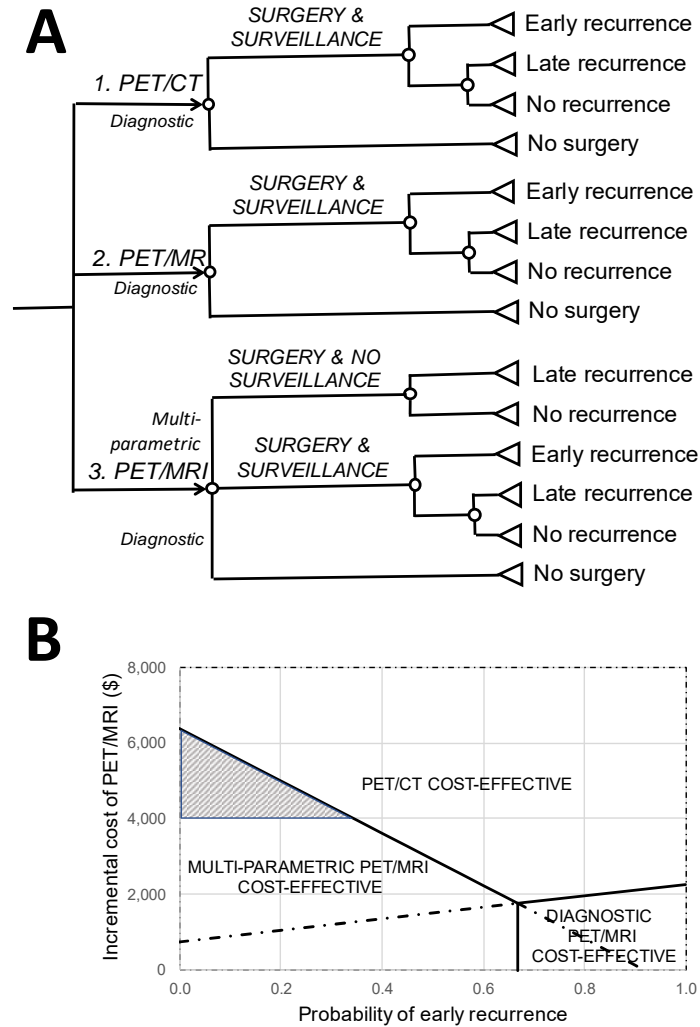 A
SURGERY &
SURVEILLANCE
Early recurrence
Late recurrence
No recurrence
No surgery
1. PET/CT
Diagnostic
SURGERY &
SURVEILLANCE
Early recurrence
Late recurrence
No recurrence
No surgery
2. PET/MR
Diagnostic
SURGERY & NO
SURVEILLANCE
Late recurrence
No recurrence
Multi-
parametric
3. PET/MRI
SURGERY &
SURVEILLANCE
Early recurrence
Late recurrence
No recurrence
Diagnostic
No surgery
B
Incremental cost of PET/MRI ($)
8,000
6,000
4,000
2,000
0
PET/CT COST-EFFECTIVE
MULTI-PARAMETRIC PET/MRI
COST-EFFECTIVE
DIAGNOSTIC
PET/MRI
COST-EFFECTIVE
0.0 0.2 0.4 0.6 0.8 1.0
Probability of early recurrence